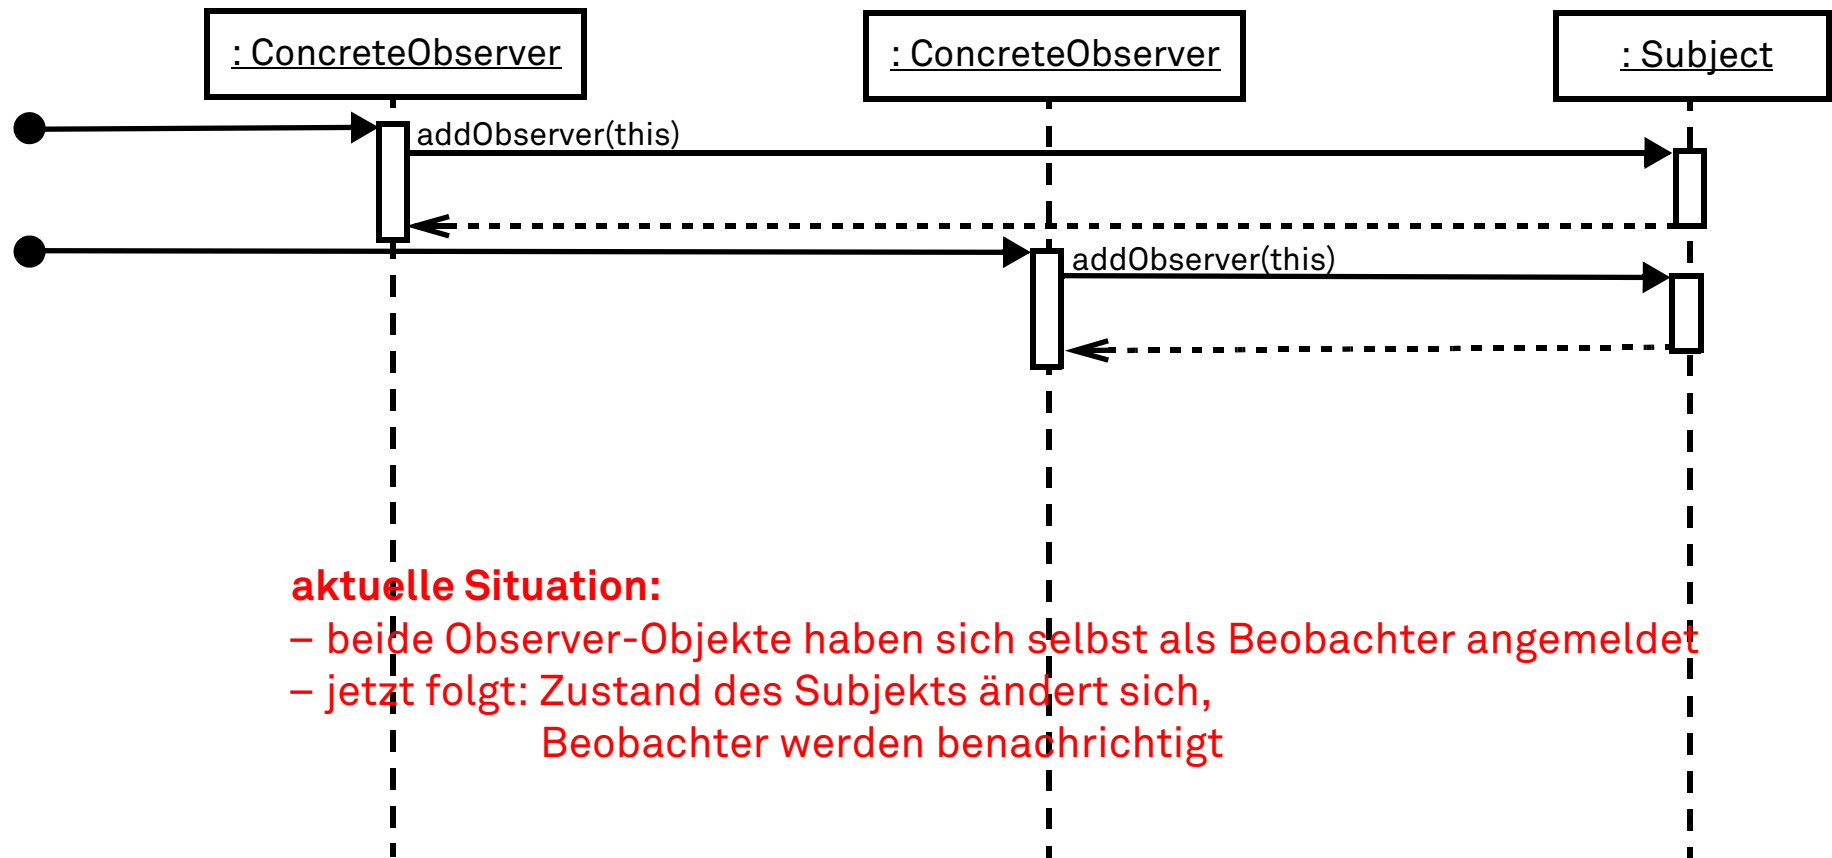 : ConcreteObserver
: ConcreteObserver
: Subject
addObserver(this)
addObserver(this)
aktuelle Situation:
– beide Observer-Objekte haben sich selbst als Beobachter angemeldet
– jetzt folgt: Zustand des Subjekts ändert sich,
Beobachter werden benachrichtigt